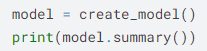 model = create_model()
print(model.summary())